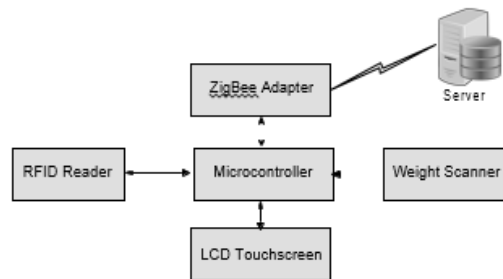 Server
ZigBee Adapter
RFID Reader
Microcontroller
Weight Scanner
LCD Touchscreen